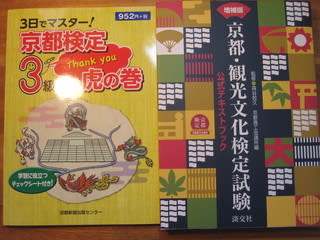 3日でマスター!
952円+税
京都検定
3級
Thank you
虎の巻
学習に役立つ
チェックシート付き!
京都新聞出版センター
増補版
京都・観光文化検定試験
公式テキストブック
淡交社